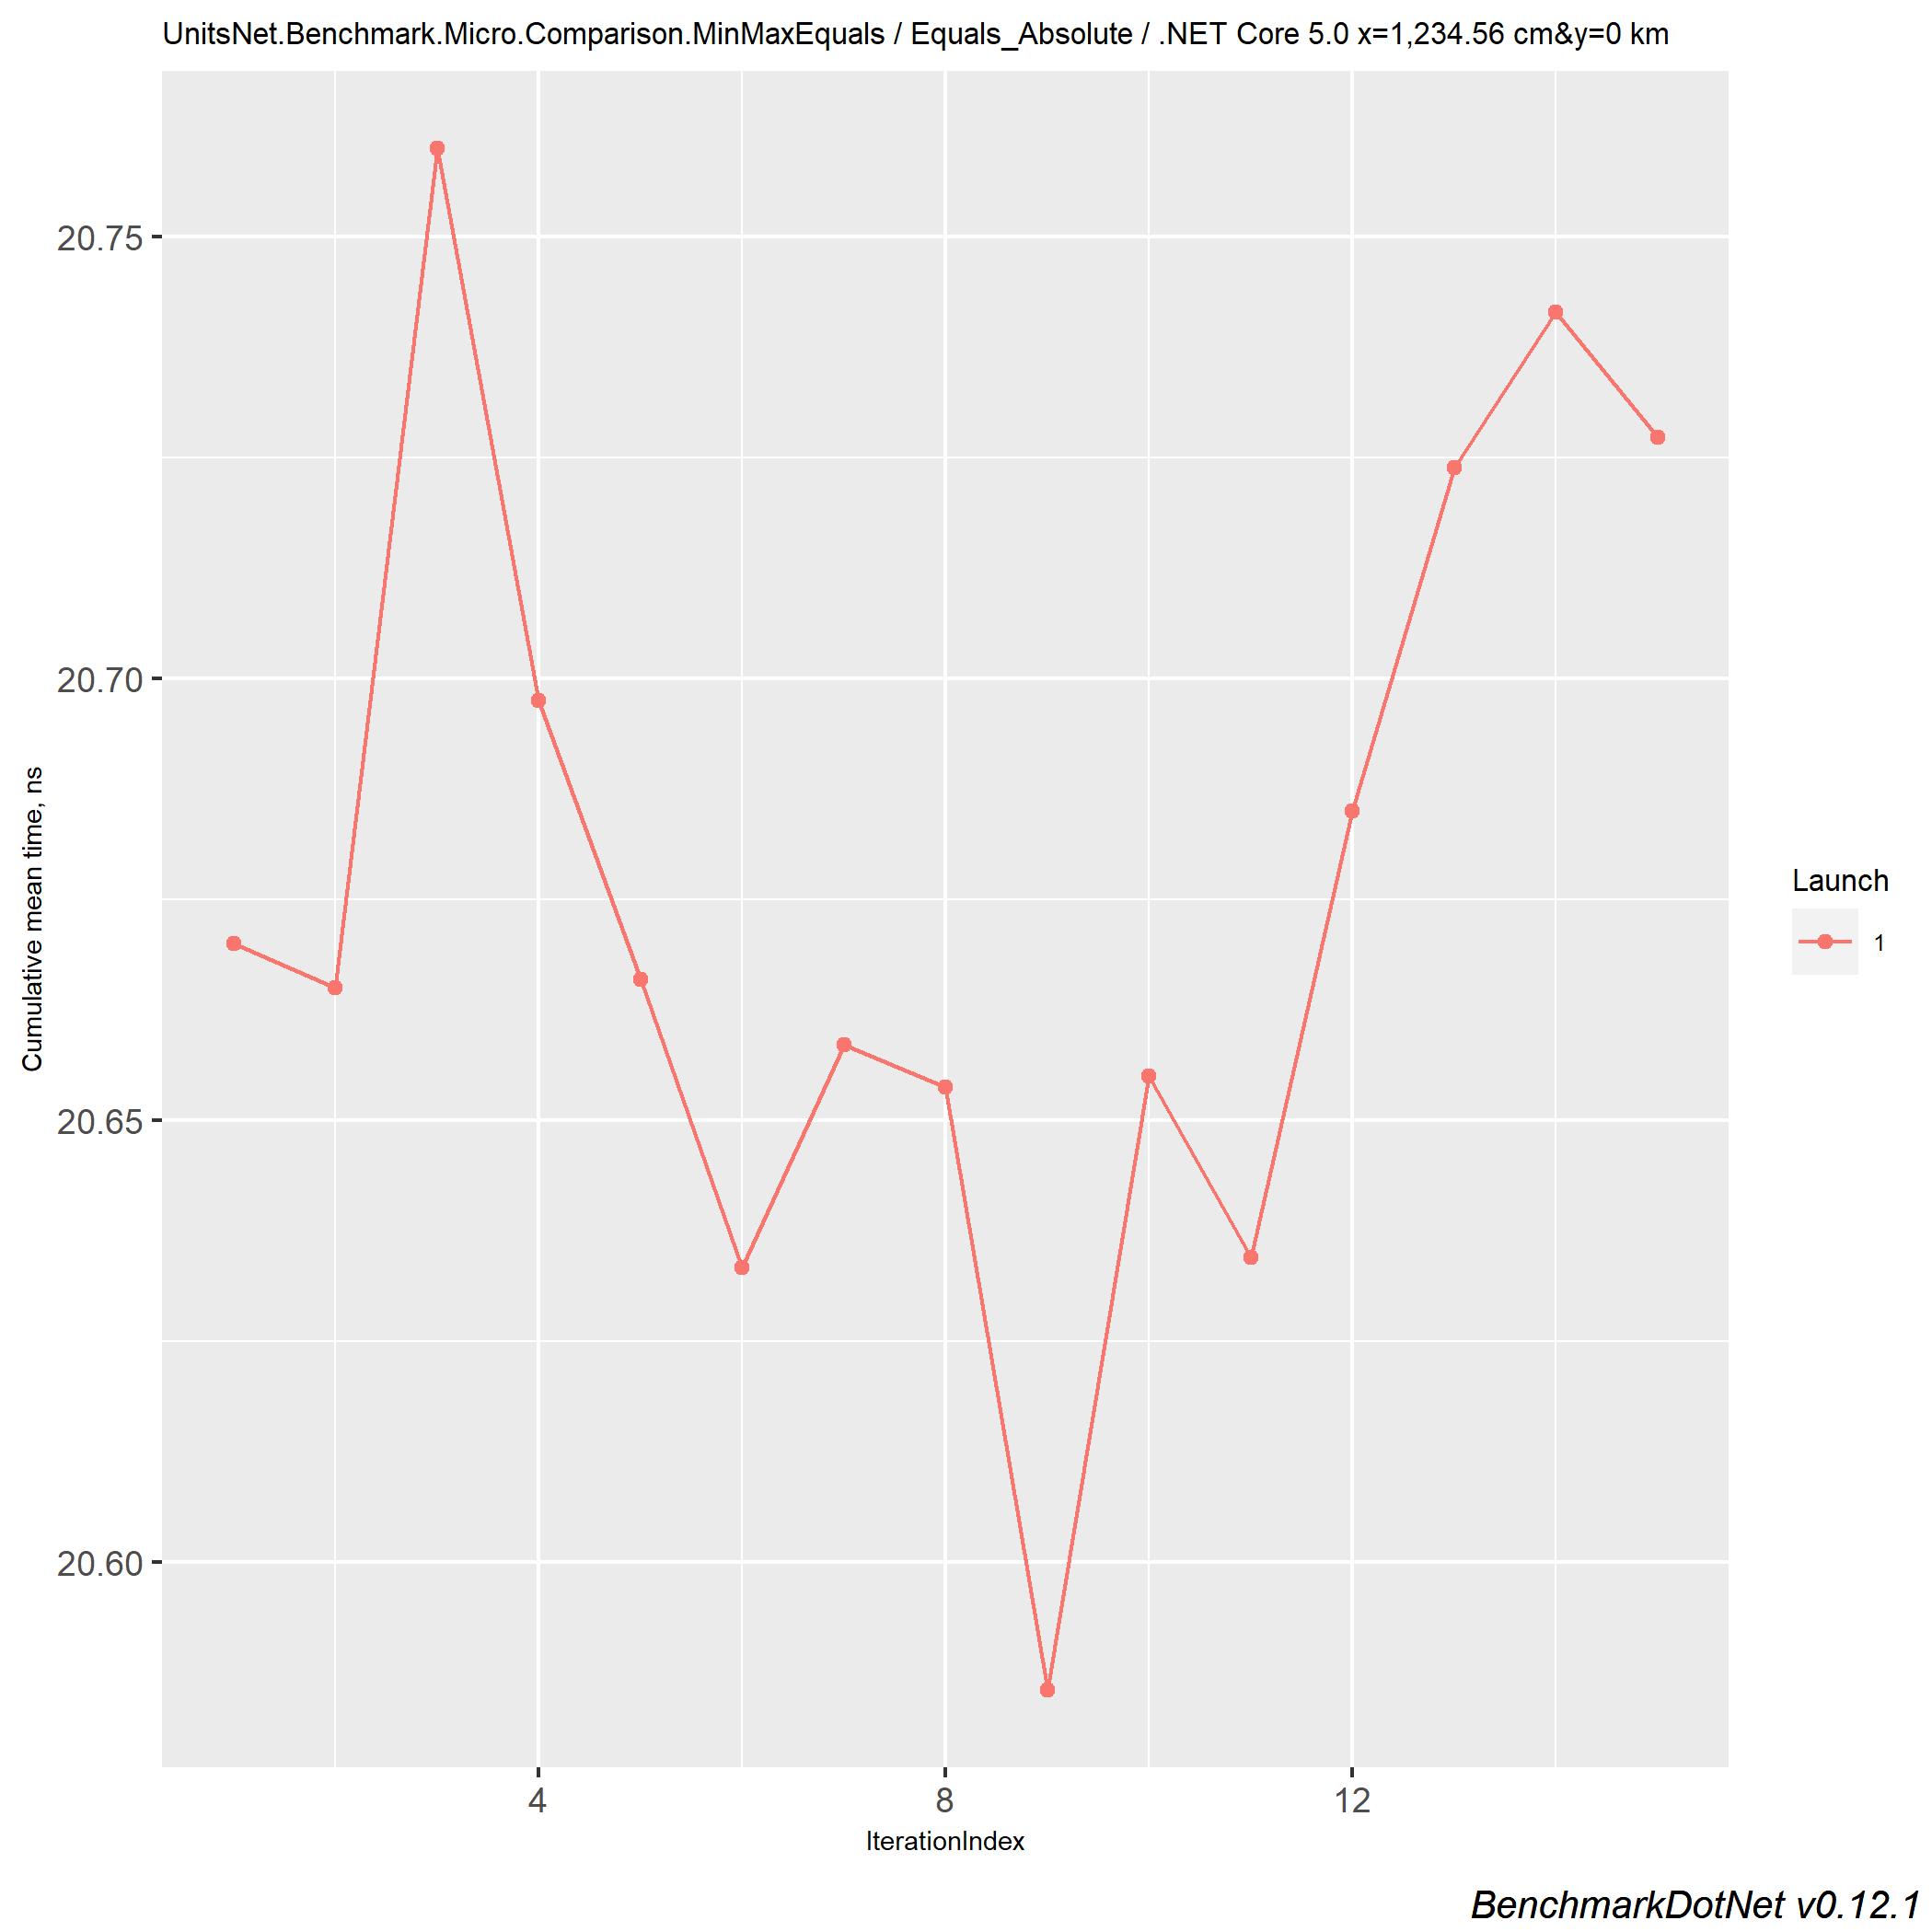 UnitsNet.Benchmark.Micro.Comparison.MinMaxEquals / Equals_Absolute / .NET Core 5.0 x=1,234.56 cm&y=0 km
20.75
20.70
20.65
20.60
Cumulative mean time, ns
4
8
12
IterationIndex
Launch
1
BenchmarkDotNet v0.12.1